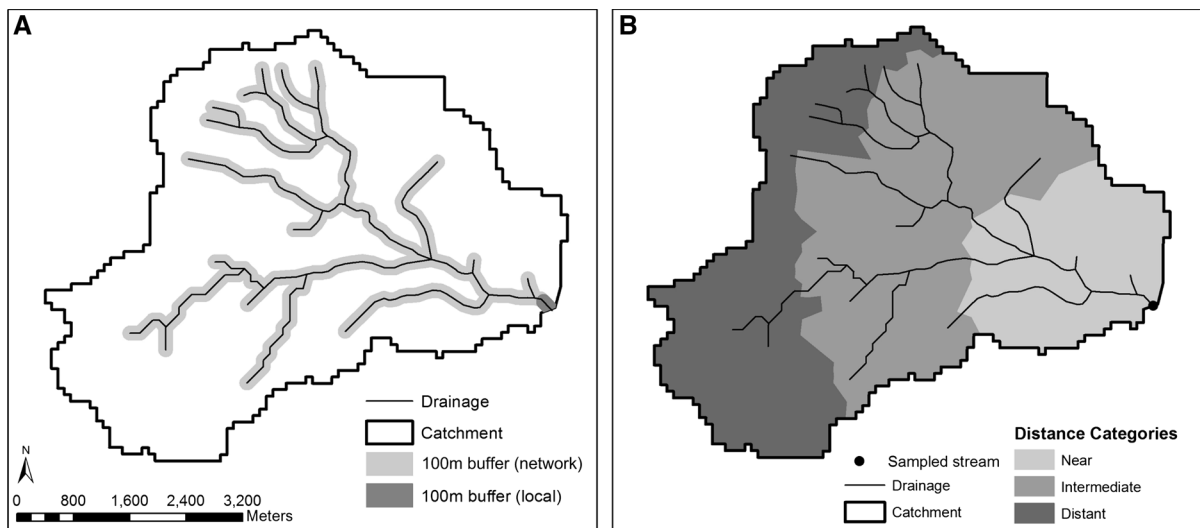 A
Drainage
Catchment
100m buffer (network)
100m buffer (local)
N
0 800 1,600 2,400 3,200
Meters
B
Sampled stream
Drainage
Catchment
Distance Categories
Near
Intermediate
Distant